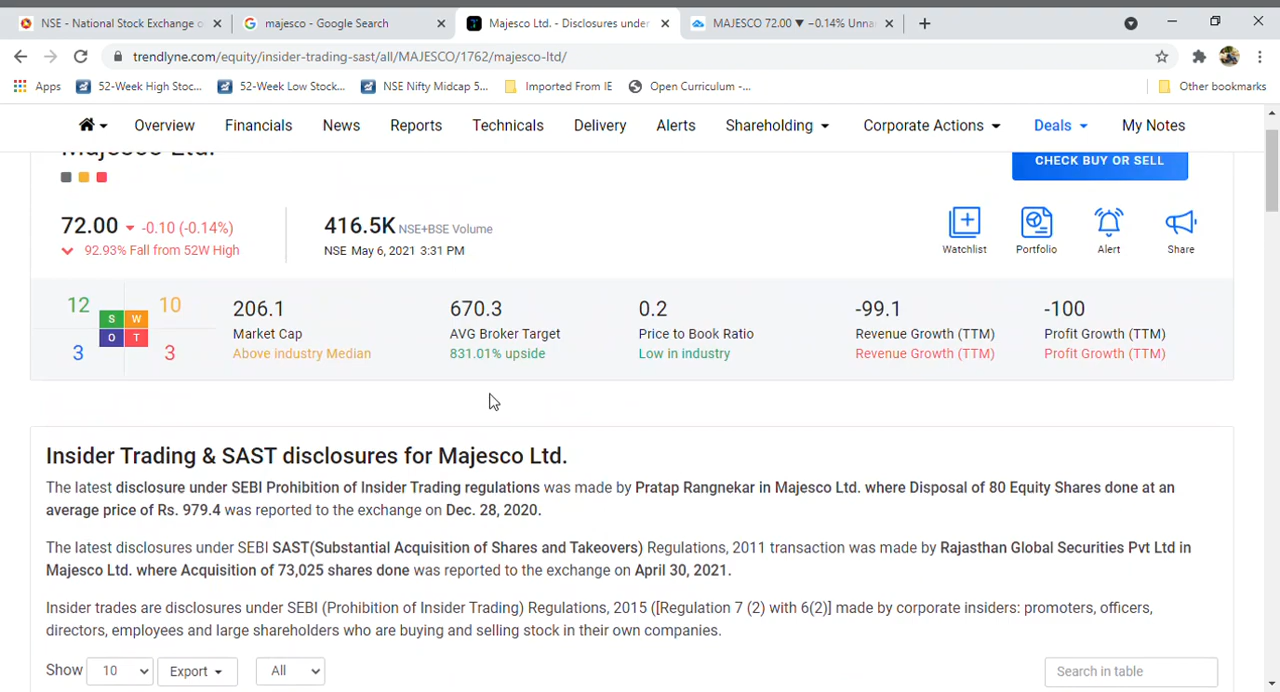 NSE - National Stock Exchange o
majesco - Google Search
Majesco Ltd. - Disclosures under
MAJESCO 72.00 ▼ −0.14% Unna
trendlyne.com/equity/insider-trading-sast/all/MAJESCO/1762/majesco-ltd/
Apps
52-Week High Stoc...
52-Week Low Stock...
NSE Nifty Midcap 5...
Imported From IE
Open Curriculum -...
Other bookmarks
Overview
Financials
News
Reports
Technicals
Delivery
Alerts
Shareholding
Corporate Actions
Deals
My Notes
Majesco Ltd.
CHECK BUY OR SELL
72.00 -0.10 (-0.14%)
92.93% Fall from 52W High
416.5K NSE+BSE Volume
NSE May 6, 2021 3:31 PM
Watchlist
Portfolio
Alert
Share
12 10
S W
O T
3 3
206.1
Market Cap
Above industry Median
670.3
AVG Broker Target
831.01% upside
0.2
Price to Book Ratio
Low in industry
-99.1
Revenue Growth (TTM)
Revenue Growth (TTM)
-100
Profit Growth (TTM)
Profit Growth (TTM)
Insider Trading & SAST disclosures for Majesco Ltd.
The latest disclosure under SEBI Prohibition of Insider Trading regulations was made by Pratap Rangnekar in Majesco Ltd. where Disposal of 80 Equity Shares done at an
average price of Rs. 979.4 was reported to the exchange on Dec. 28, 2020.
The latest disclosures under SEBI SAST(Substantial Acquisition of Shares and Takeovers) Regulations, 2011 transaction was made by Rajasthan Global Securities Pvt Ltd in
Majesco Ltd. where Acquisition of 73,025 shares done was reported to the exchange on April 30, 2021.
Insider trades are disclosures under SEBI (Prohibition of Insider Trading) Regulations, 2015 ([Regulation 7 (2) with 6(2)] made by corporate insiders: promoters, officers,
directors, employees and large shareholders who are buying and selling stock in their own companies.
Show 10 Export All
Search in table